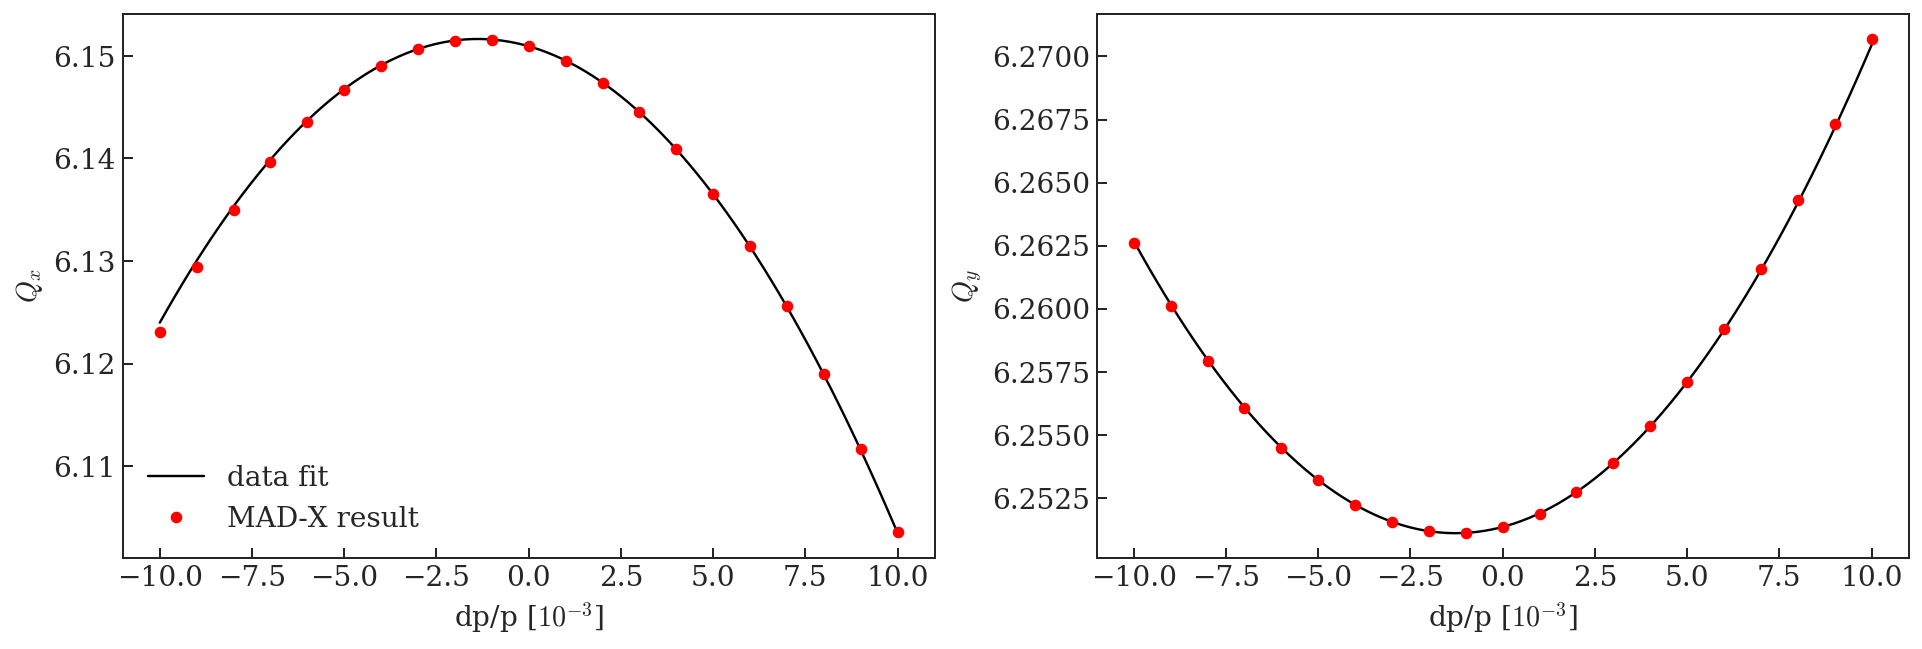 6.15
6.14
6.13
6.12
6.11
Q_x
data fit
MAD-X result
−10.0 −7.5 −5.0 −2.5 0.0 2.5 5.0 7.5 10.0
dp/p [10^{−3}]
6.2700
6.2675
6.2650
6.2625
6.2600
6.2575
6.2550
6.2525
Q_y
−10.0 −7.5 −5.0 −2.5 0.0 2.5 5.0 7.5 10.0
dp/p [10^{−3}]